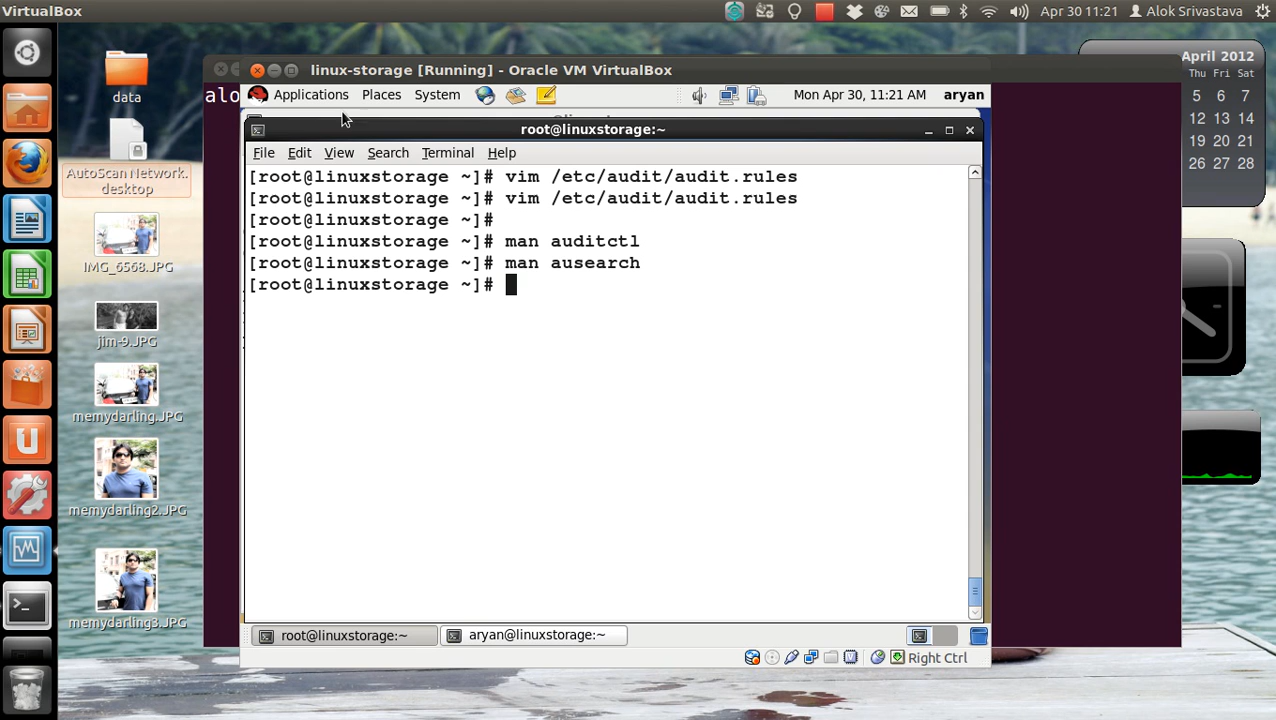 VirtualBox
Apr 30 11:21
Alok Srivastava
data
AutoScan Network.
desktop
IMG_6568.JPG
jim-9.JPG
memydarling.JPG
memydarling2.JPG
memydarling3.JPG
alo
linux-storage [Running] - Oracle VM VirtualBox
Applications Places System
Mon Apr 30, 11:21 AM aryan
root@linuxstorage:~
File Edit View Search Terminal Help
[root@linuxstorage ~]# vim /etc/audit/audit.rules
[root@linuxstorage ~]# vim /etc/audit/audit.rules
[root@linuxstorage ~]#
[root@linuxstorage ~]# man auditctl
[root@linuxstorage ~]# man ausearch
[root@linuxstorage ~]#
root@linuxstorage:~
aryan@linuxstorage:~
Right Ctrl
April 2012
Thu Fri Sat
5 6 7
12 13 14
19 20 21
26 27 28